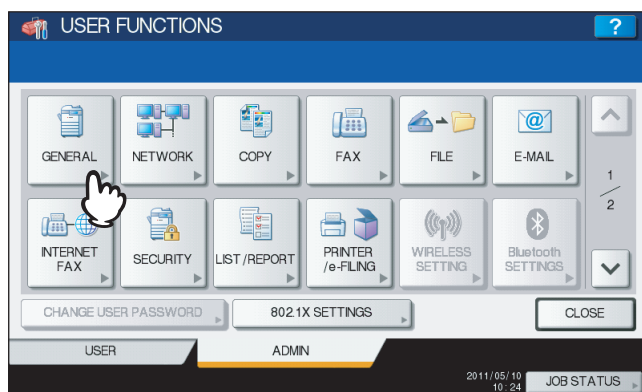 USER FUNCTIONS
?
GENERAL
NETWORK
COPY
FAX
FILE
E-MAIL
@
1
2
INTERNET
FAX
SECURITY
LIST/REPORT
PRINTER
/e-FILING
WIRELESS
SETTING
Bluetooth
SETTINGS
CHANGE USER PASSWORD
802.1X SETTINGS
CLOSE
USER
ADMIN
2011/05/10
10:24
JOB STATUS